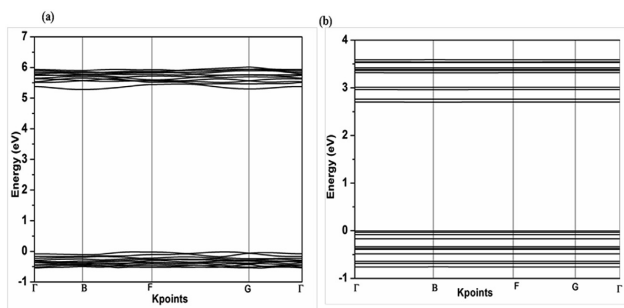 (a)
7
6
5
4
3
2
1
0
-1
Energy (eV)
Γ B F G Γ
Kpoints
(b)
4
3
2
1
0
-1
Energy (eV)
Γ B F G Γ
Kpoints